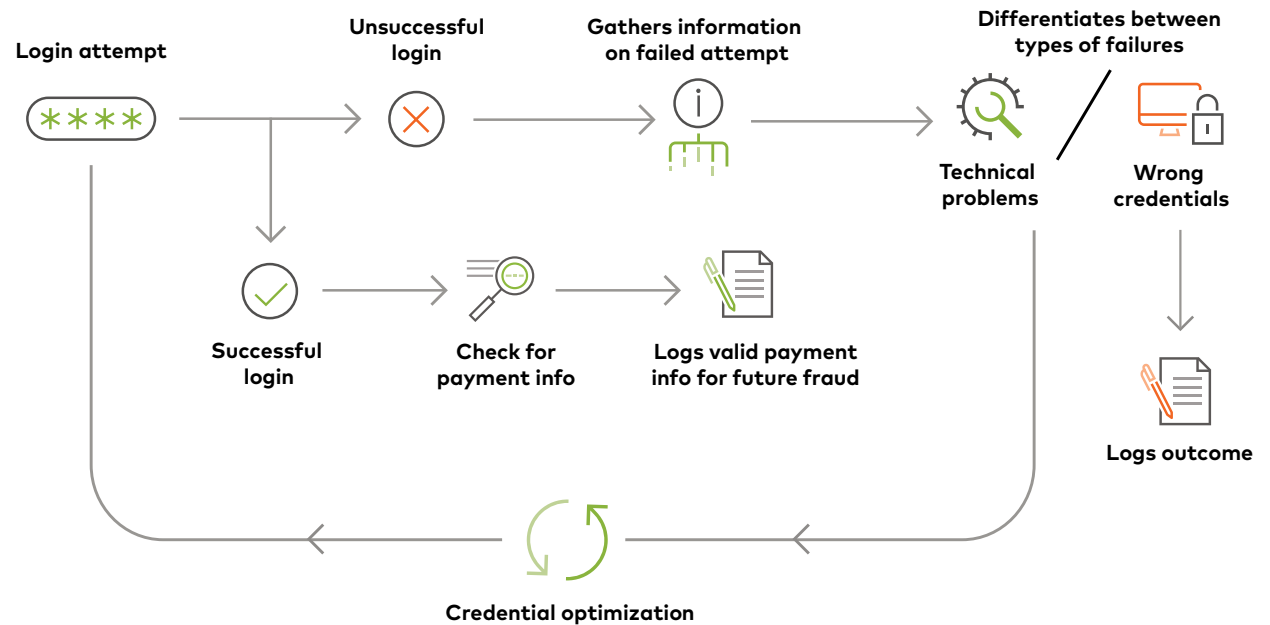 Login attempt
Unsuccessful
login
Gathers information
on failed attempt
Differentiates between
types of failures
Technical
problems
Wrong
credentials
Successful
login
Check for
payment info
Logs valid payment
info for future fraud
Logs outcome
Credential optimization